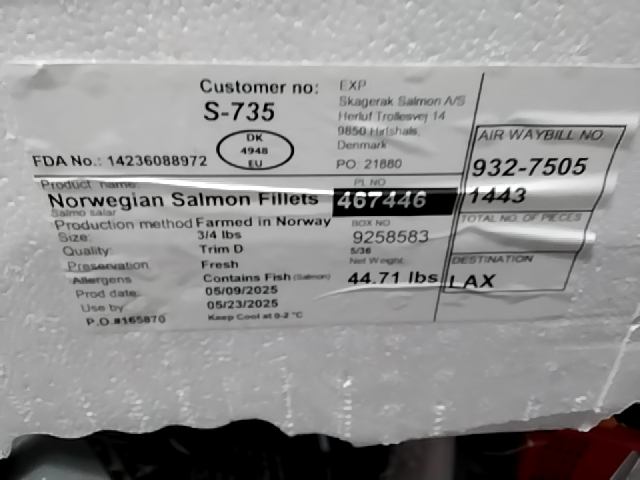 Customer no:
S-735
DK
4948
EU
FDA No.: 14236088972
EXP
Skagerak Salmon A/S
Herluf Trollesvej 14
9850 Hirtshals,
Denmark
PO: 21880
AIR WAYBILL NO.
932-7505
1443
TOTAL NO. OF PIECES
DESTINATION
LAX
Product name
Norwegian Salmon Fillets
Salmo salar
Production method Farmed in Norway
Size: 3/4 lbs
Quality: Trim D
Preservation Fresh
Allergens Contains Fish (Salmon)
Prod date: 05/09/2025
Use by: 05/23/2025
P.O.#165870 Keep Cool at 0-2 °C
PL NO
467446
BOX NO
9258583
5/36
Net Weight:
44.71 lbs